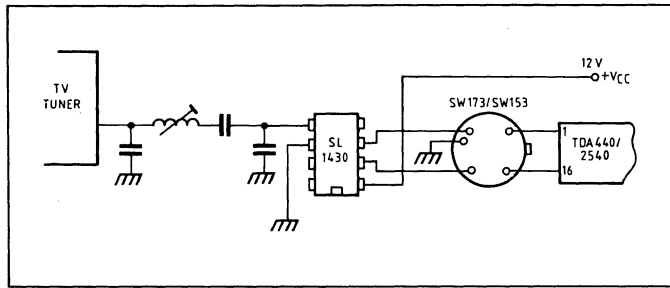 TV
TUNER
SL
1430
SW173/SW153
12 V
+VCC
1
TDA440/
2540
16